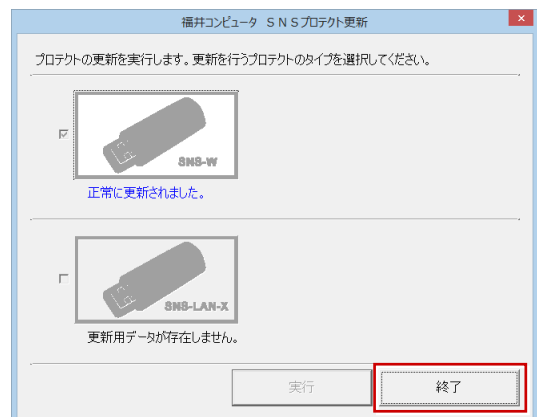 福井コンピュータ SNSプロテクト更新
プロテクトの更新を実行します。更新を行うプロテクトのタイプを選択してください。
SNS-W
正常に更新されました。
SNS-LAN-X
更新用データが存在しません。
実行
終了